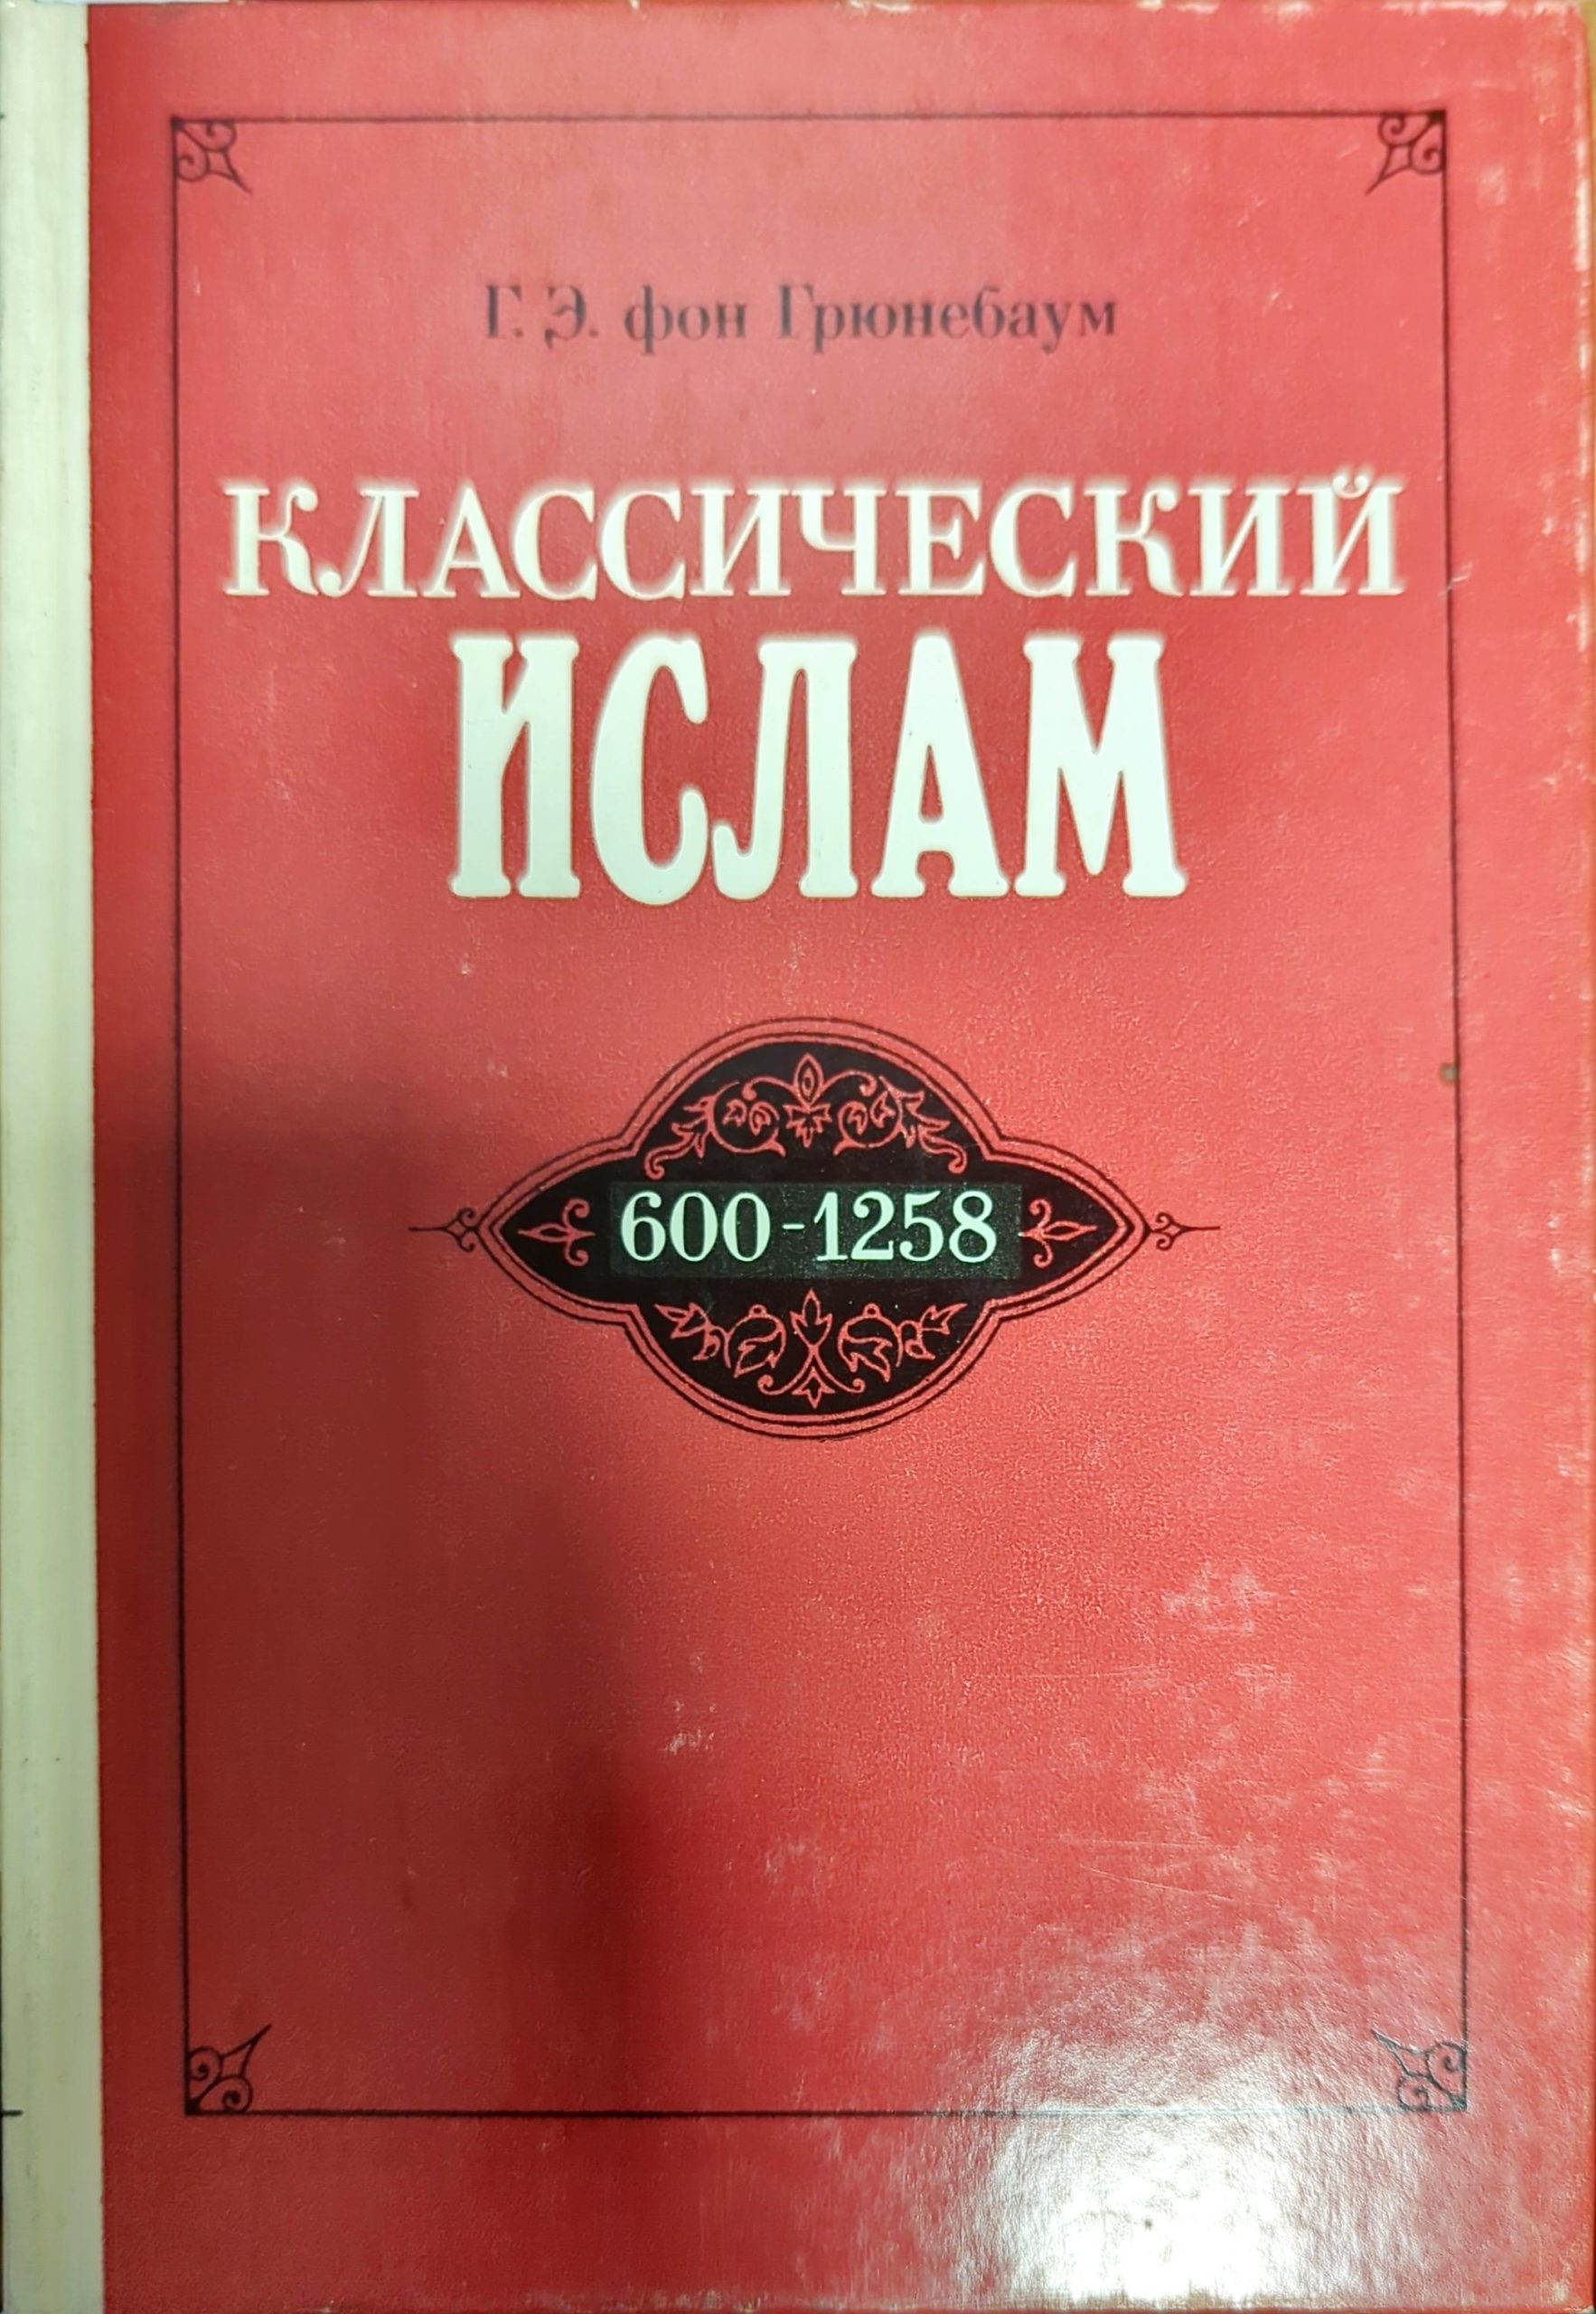 Г. Э. фон Грюнебаум
КЛАССИЧЕСКИЙ
ИСЛАМ
600-1258